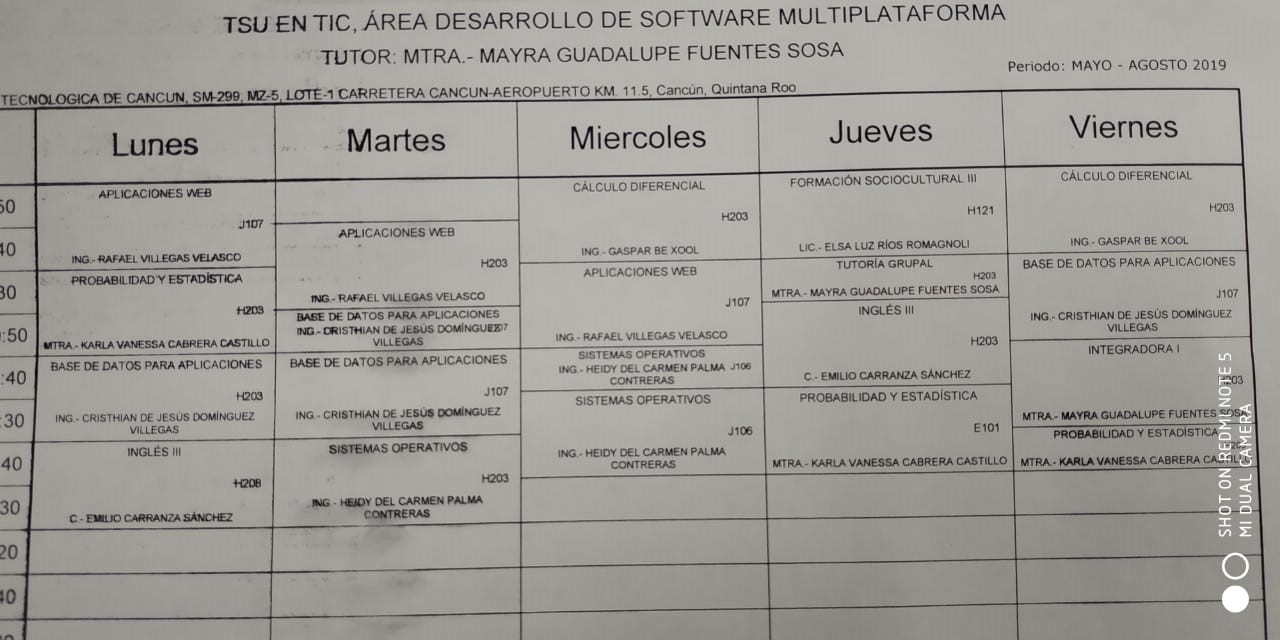 TSU EN TIC, ÁREA DESARROLLO DE SOFTWARE MULTIPLATAFORMA
TUTOR: MTRA.- MAYRA GUADALUPE FUENTES SOSA
Periodo: MAYO - AGOSTO 2019
TECNOLOGICA DE CANCUN, SM-299, MZ-5, LOTE-1 CARRETERA CANCUN-AEROPUERTO KM. 11.5, Cancún, Quintana Roo
Lunes
Martes
Miercoles
Jueves
Viernes
50
40
30
:50
:40
:30
40
30
20
40
APLICACIONES WEB
J107
ING.- RAFAEL VILLEGAS VELASCO
PROBABILIDAD Y ESTADÍSTICA
H203
MTRA.- KARLA VANESSA CABRERA CASTILLO
BASE DE DATOS PARA APLICACIONES
H203
ING.- CRISTHIAN DE JESÚS DOMÍNGUEZ
VILLEGAS
INGLÉS III
H208
C.- EMILIO CARRANZA SÁNCHEZ
APLICACIONES WEB
H203
ING.- RAFAEL VILLEGAS VELASCO
BASE DE DATOS PARA APLICACIONES
ING.- CRISTHIAN DE JESÚS
VILLEGAS
BASE DE DATOS PARA APLICACIONES
J107
ING.- CRISTHIAN DE JESÚS DOMÍNGUEZ
VILLEGAS
SISTEMAS OPERATIVOS
H203
ING.- HEIDY DEL CARMEN PALMA
CONTRERAS
CÁLCULO DIFERENCIAL
H203
ING.- GASPAR BE XOOL
APLICACIONES WEB
J107
ING.- RAFAEL VILLEGAS VELASCO
SISTEMAS OPERATIVOS
ING.- HEIDY DEL CARMEN PALMA J106
CONTRERAS
SISTEMAS OPERATIVOS
J106
ING.- HEIDY DEL CARMEN PALMA
CONTRERAS
FORMACIÓN SOCIOCULTURAL III
H121
LIC.- ELSA LUZ RÍOS ROMAGNOLI
TUTORÍA GRUPAL
H203
MTRA.- MAYRA GUADALUPE FUENTES SOSA
INGLÉS III
H203
C.- EMILIO CARRANZA SÁNCHEZ
PROBABILIDAD Y ESTADÍSTICA
E101
MTRA.- KARLA VANESSA CABRERA CASTILLO
CÁLCULO DIFERENCIAL
H203
ING.- GASPAR BE XOOL
BASE DE DATOS PARA APLICACIONES
J107
ING.- CRISTHIAN DE JESÚS DOMÍNGUEZ
VILLEGAS
INTEGRADORA I
MTRA.- MAYRA GUADALUPE FUENTES SOSA
PROBABILIDAD Y ESTADÍSTICA
MTRA.- KARLA VANESSA CABRERA
SHOT ON REDMI NOTE 5
MI DUAL CAMERA